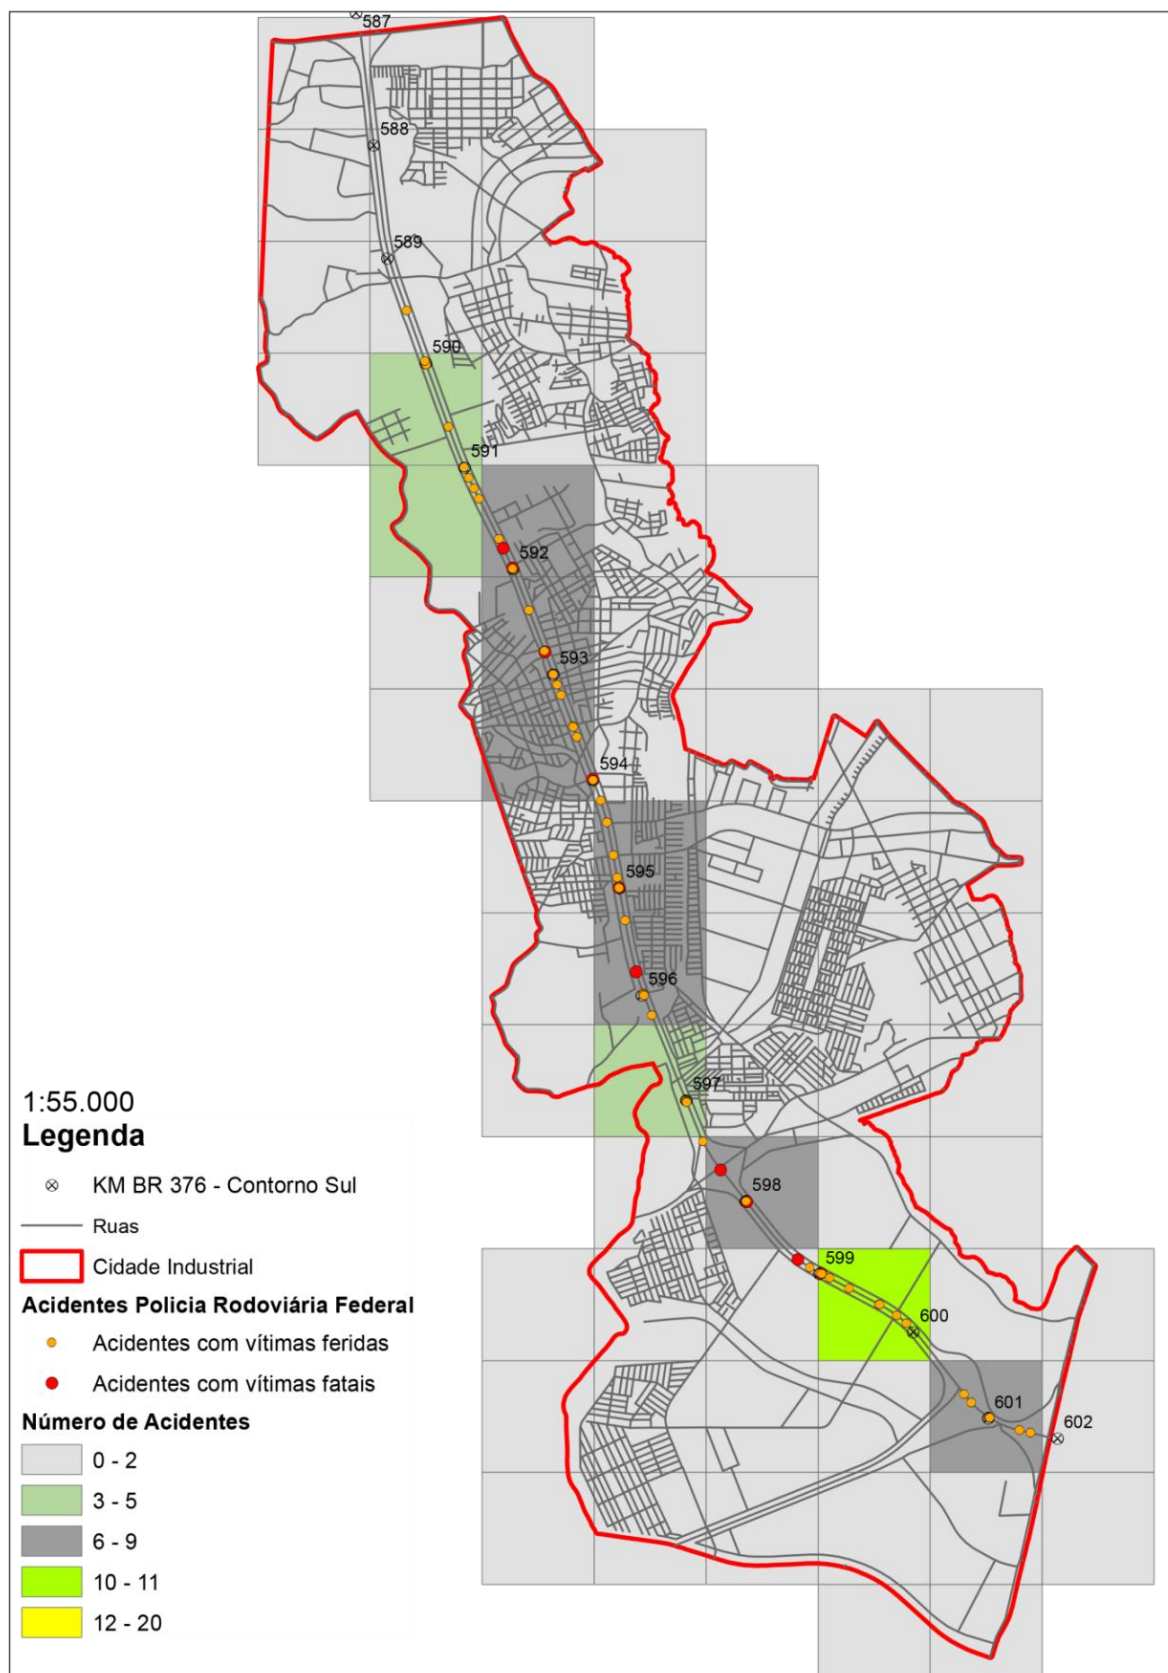 587
588
589
590
591
592
593
594
595
596
597
598
599
600
601
602
1:55.000
Legenda
KM BR 376 - Contorno Sul
Ruas
Cidade Industrial
Acidentes Policia Rodoviária Federal
Acidentes com vítimas feridas
Acidentes com vítimas fatais
Número de Acidentes
0 - 2
3 - 5
6 - 9
10 - 11
12 - 20